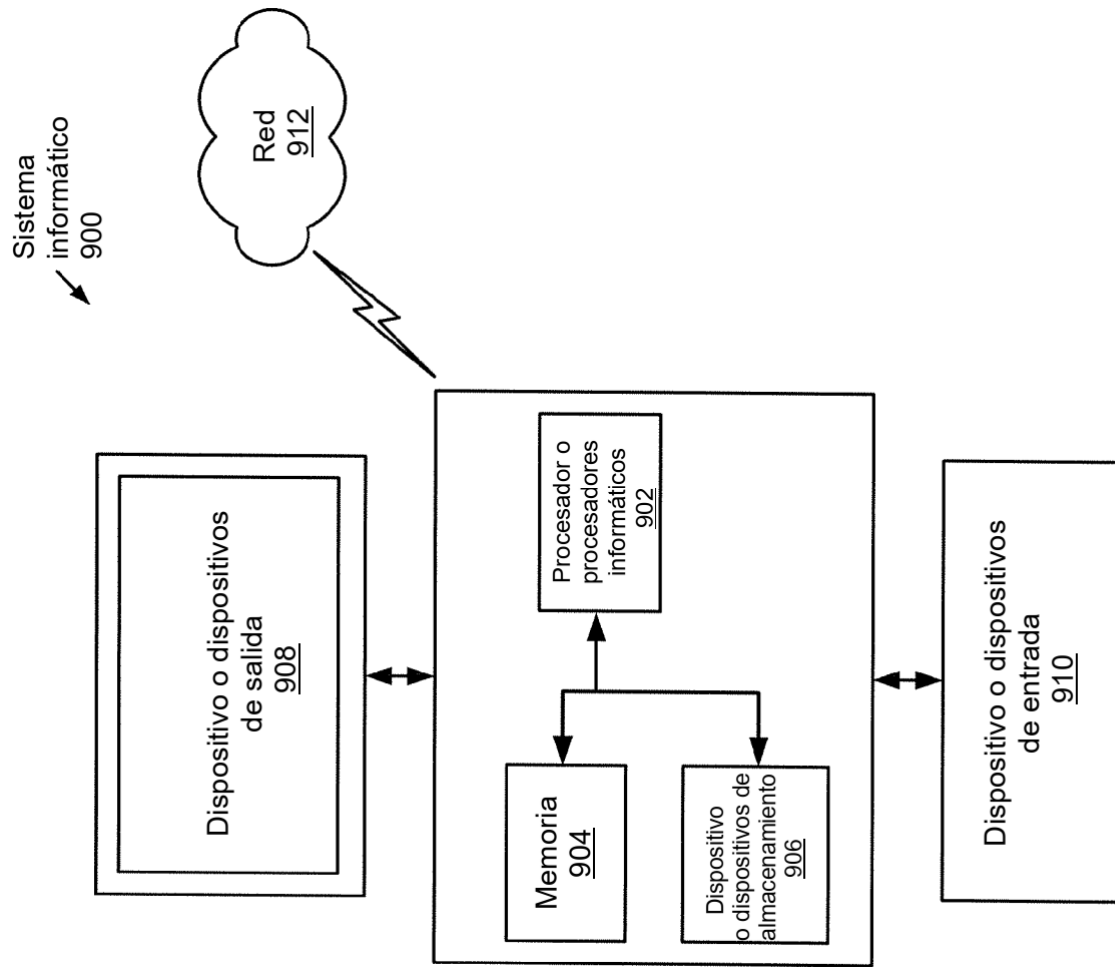 Sistema
informático
900
Red
912
Dispositivo o dispositivos
de salida
908
Procesador o
procesadores
informáticos
902
Memoria
904
Dispositivo
o dispositivos de
almacenamiento
906
Dispositivo o dispositivos
de entrada
910